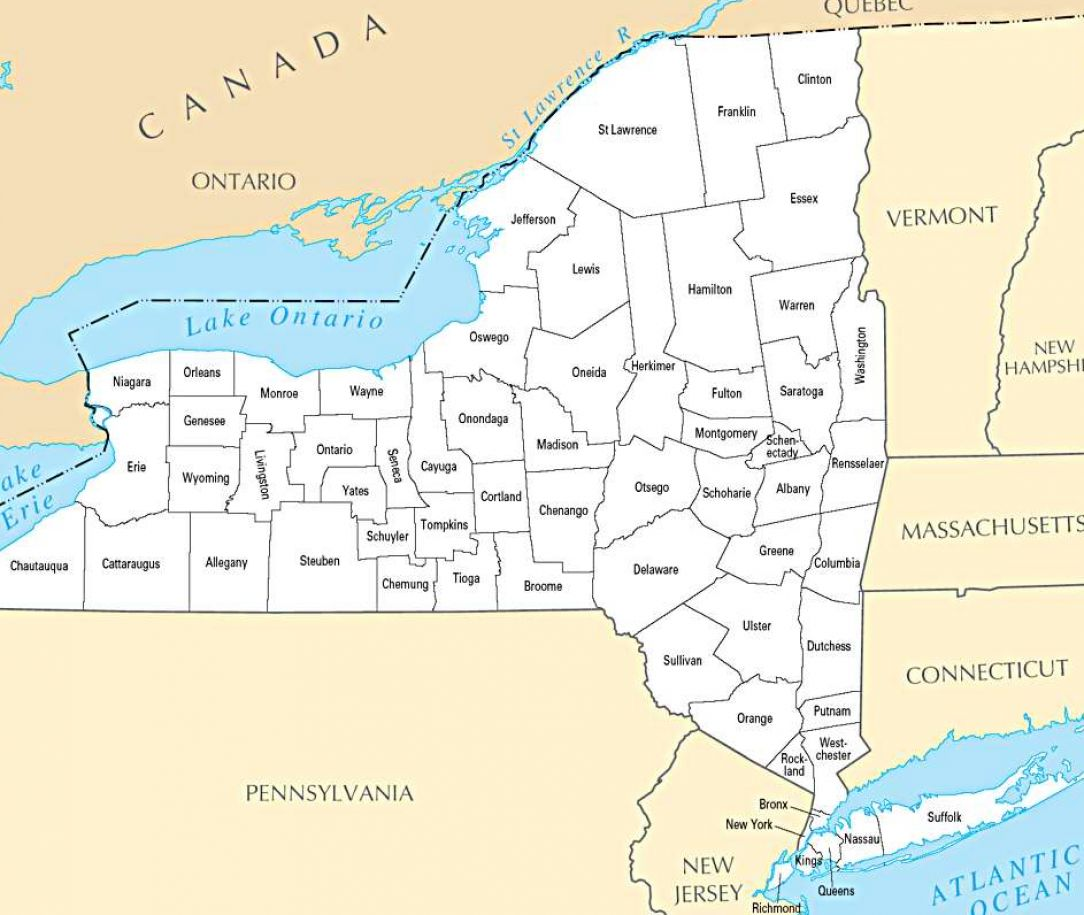 QUEBEC
CANADA
St Lawrence R
Clinton
Franklin
St Lawrence
ONTARIO
Essex
VERMONT
Jefferson
Lewis
Hamilton
Warren
Lake Ontario
Oswego
Washington
NEW
HAMPSHI
Herkimer
Oneida
Niagara
Orleans
Monroe
Wayne
Fulton
Saratoga
Genesee
Onondaga
Montgomery
Schen-
ectady
Madison
Ontario
Seneca
Cayuga
Rensselaer
Erie
Wyoming
Livingston
Yates
Otsego
Schoharie
Albany
Cortland
Chenango
ake
Erie
Tompkins
Schuyler
MASSACHUSETTS
Greene
Columbia
Chautauqua
Cattaraugus
Allegany
Steuben
Chemung
Tioga
Broome
Delaware
Ulster
Dutchess
Sullivan
CONNECTICUT
Orange
Putnam
West-
chester
Rock-
land
PENNSYLVANIA
Bronx
New York
Suffolk
Nassau
Kings
Queens
NEW
JERSEY
Richmond
ATLANTIC
OCEAN